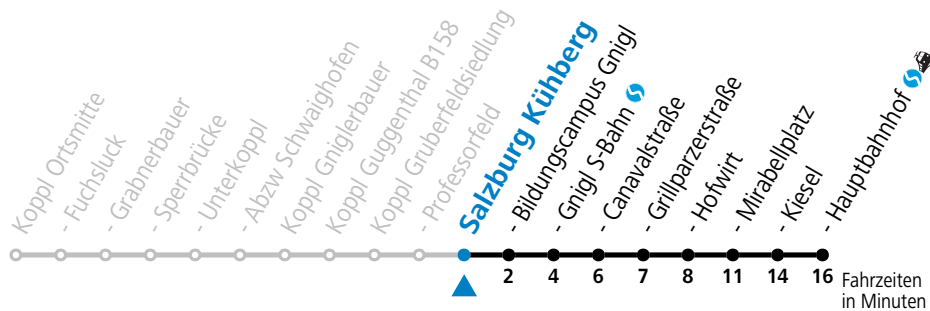 Koppl Ortsmitte
- Fuchsluck
- Grabnerbauer
- Sperrbrücke
- Unterkoppl
- Abzw Schwaighofen
Koppl Gniglerbauer
Koppl Guggenthal B158
Koppl Gruberfeldsiedlung
- Professorfeld
Salzburg Kühberg
- Bildungscampus Gnigl
- Gnigl S-Bahn
- Canavalstraße
- Grillparzerstraße
- Hofwirt
- Mirabellplatz
- Kiesel
- Hauptbahnhof
2 4 6 7 8 11 14 16 Fahrzeiten
in Minuten